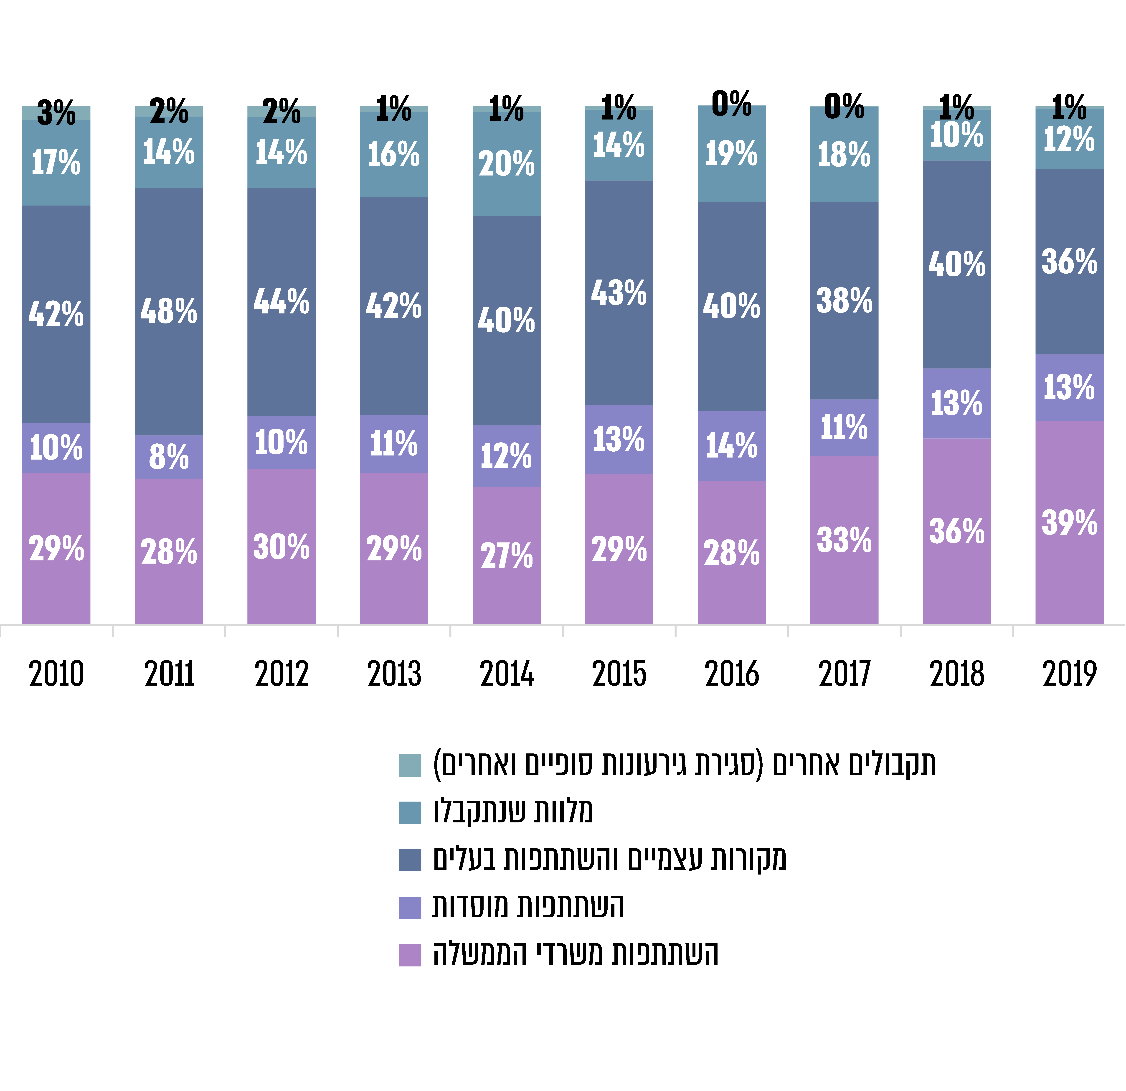 3% 2% 2% 1% 1% 1% 0% 0% 1% 1%
17% 14% 14% 16% 20% 14% 19% 18% 10% 12%
42% 48% 44% 42% 40% 43% 40% 38% 40% 36%
10% 8% 10% 11% 12% 13% 14% 11% 13% 13%
29% 28% 30% 29% 27% 29% 28% 33% 36% 39%
2010 2011 2012 2013 2014 2015 2016 2017 2018 2019
תקבולים אחרים (סגירת גירעונות סופיים ואחרים)
מלוות שנתקבלו
מקורות עצמיים והשתתפות בעלים
השתתפות מוסדות
השתתפות משרדי הממשלה